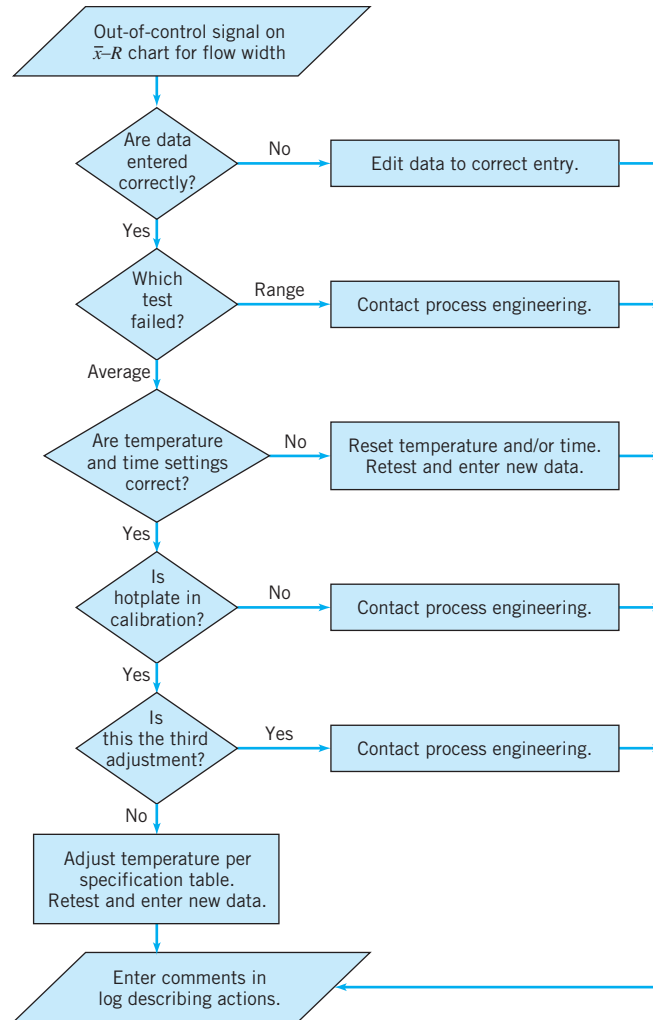 Out-of-control signal on
x̄–R chart for flow width
Are data
entered
correctly?
No
Edit data to correct entry.
Yes
Which
test
failed?
Range
Contact process engineering.
Average
Are temperature
and time settings
correct?
No
Reset temperature and/or time.
Retest and enter new data.
Yes
Is
hotplate in
calibration?
No
Contact process engineering.
Yes
Is
this the third
adjustment?
Yes
Contact process engineering.
No
Adjust temperature per
specification table.
Retest and enter new data.
Enter comments in
log describing actions.